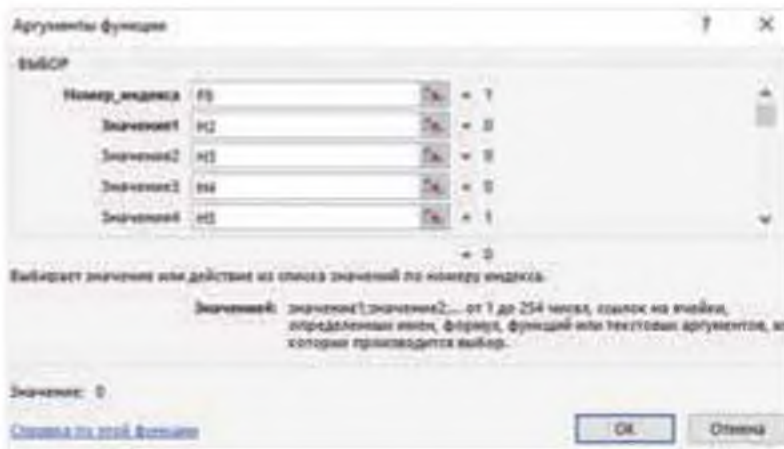 Аргументы функции ? ×
ВЫБОР
Номер_индекса = 1
Значение1 H2 = 0
Значение2 H3 = 0
Значение3 H4 = 0
Значение4 H5 = 1
= 0
Выбирает значение или действие из списка значений по номеру индекса.
Значение4: значение1;значение2;... от 1 до 254 чисел, ссылок на ячейки,
определенных имен, формул, функций или текстовых аргументов, из
которых производится выбор.
Значение: 0
Справка по этой функции
ОК Отмена